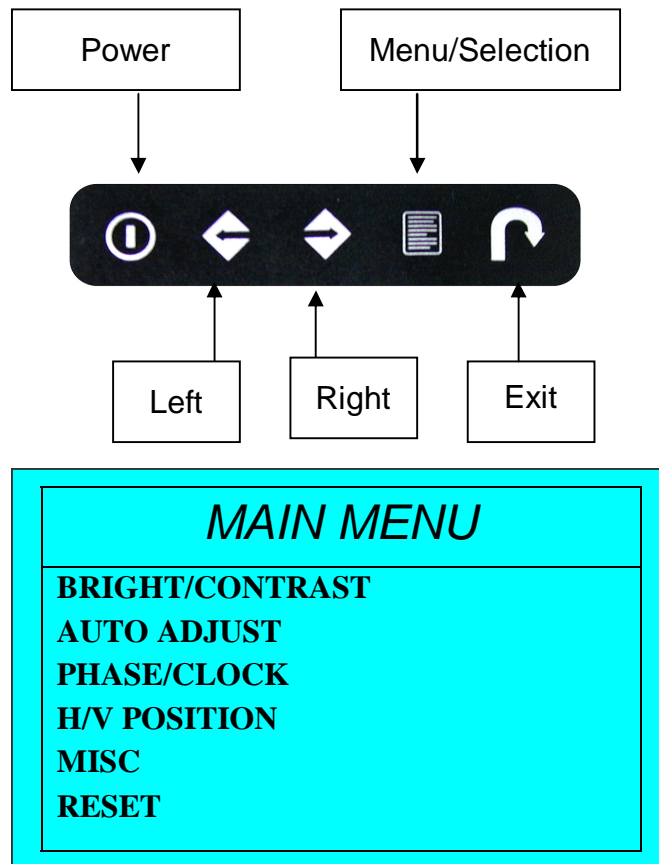 Power
Menu/Selection
Left
Right
Exit
MAIN MENU
BRIGHT/CONTRAST
AUTO ADJUST
PHASE/CLOCK
H/V POSITION
MISC
RESET